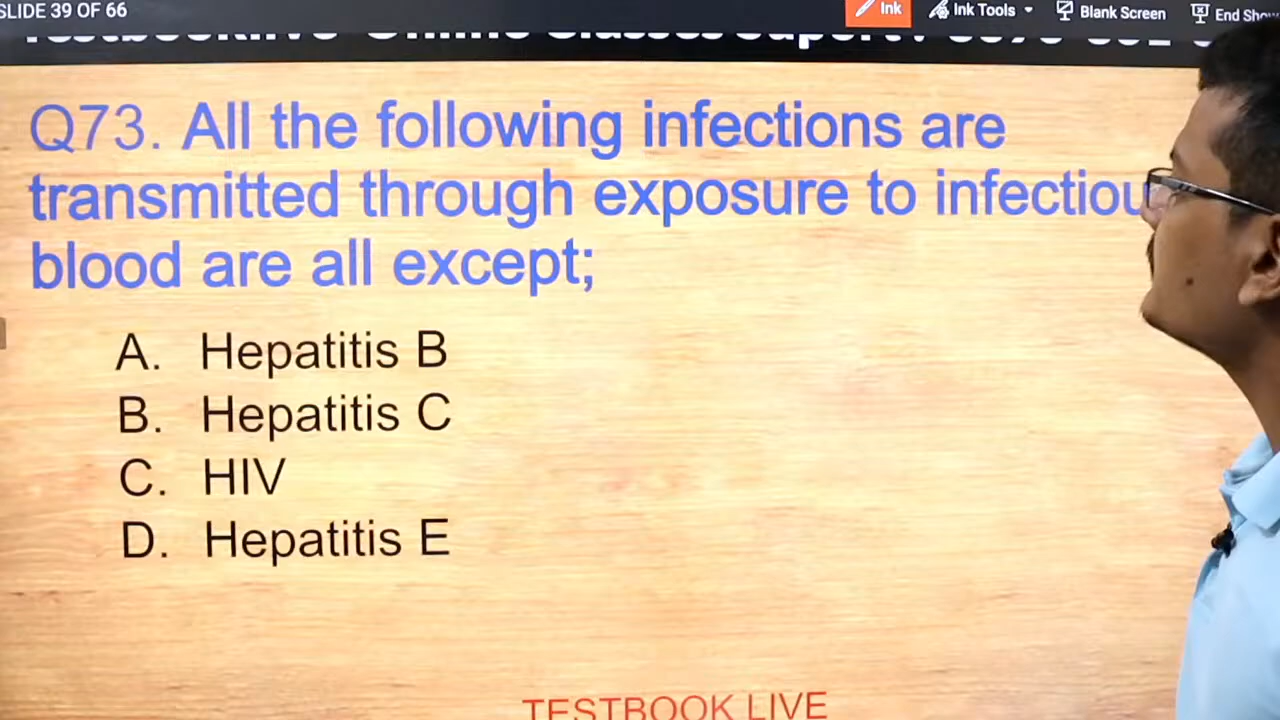 SLIDE 39 OF 66
Ink
Ink Tools
Blank Screen
End Show
Q73. All the following infections are
transmitted through exposure to infectiou
blood are all except;
A. Hepatitis B
B. Hepatitis C
C. HIV
D. Hepatitis E
TESTBOOK LIVE